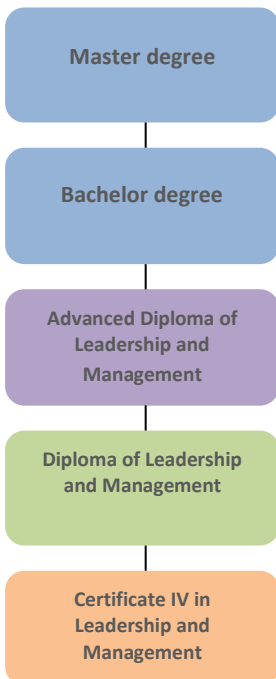 Master degree
Bachelor degree
Advanced Diploma of
Leadership and
Management
Diploma of Leadership
and Management
Certificate IV in
Leadership and
Management